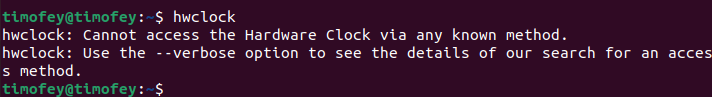 timofey@timofey:~$ hwclock
hwclock: Cannot access the Hardware Clock via any known method.
hwclock: Use the --verbose option to see the details of our search for an acces
s method.
timofey@timofey:~$